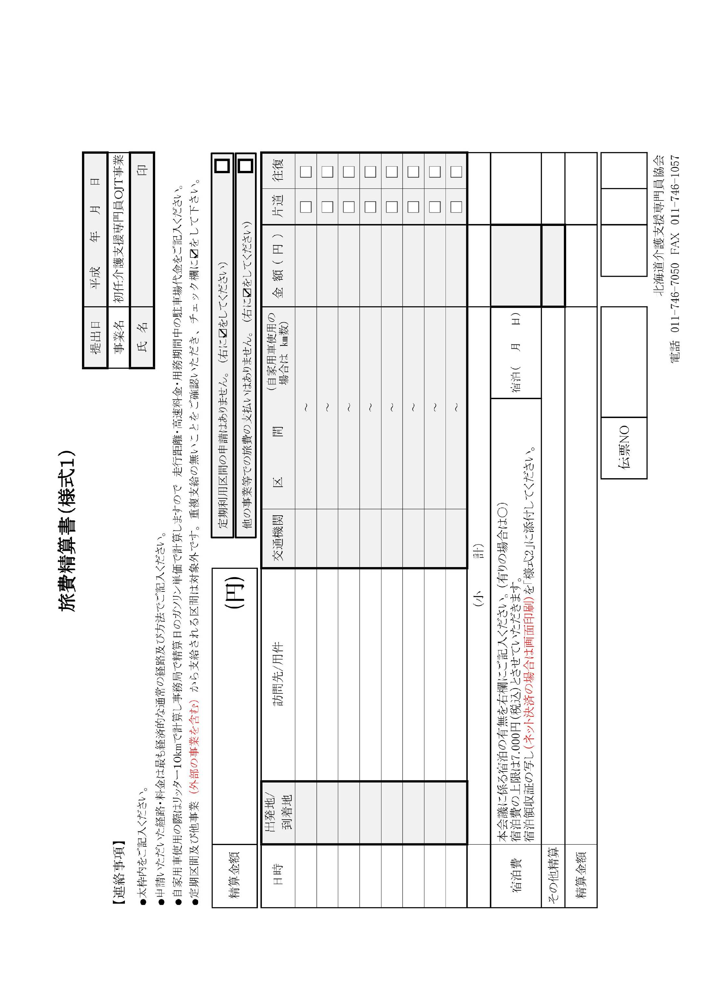 旅費精算書(様式1)
提出日 平成 年 月 日
事業名 初任介護支援専門員OJT事業
氏 名 印
【連絡事項】
●太枠内をご記入ください。
●申請いただいた経路・料金は最も経済的な通常の経路及び方法でご記入ください。
●自家用車使用の際はリッター10kmで計算し事務局で精算日のガソリン単価で計算しますので 走行距離・高速料金・用務期間中の駐車場代金をご記入ください。
●定期区間及び他事業(外部の事業を含む) から支給される区間は対象外です。重複支給の無いことをご確認いただき、チェック欄に☑をして下さい。
精算金額 (円)
定期利用区間の申請はありません。(右に☑をしてください) □
他の事業等での旅費の支払いはありません。(右に☑をしてください) □
日時 出発地/到着地 訪問先/用件 交通機関 区 間 (自家用車使用の場合は km数) 金 額 ( 円 ) 片道 往復
~ □ □
~ □ □
~ □ □
~ □ □
~ □ □
~ □ □
~ □ □
~ □ □
(小 計)
宿泊費
本会議に係る宿泊の有無を右欄にご記入ください。(有りの場合は○)
宿泊費の上限は7.000円(税込)とさせていただきます。
宿泊領収証の写し(ネット決済の場合は画面印刷)を「様式2」に添付してください。
宿泊( 月 日)
その他精算
精算金額
伝票NO
北海道介護支援専門員協会
電話 011-746-7050 FAX 011-746-1057